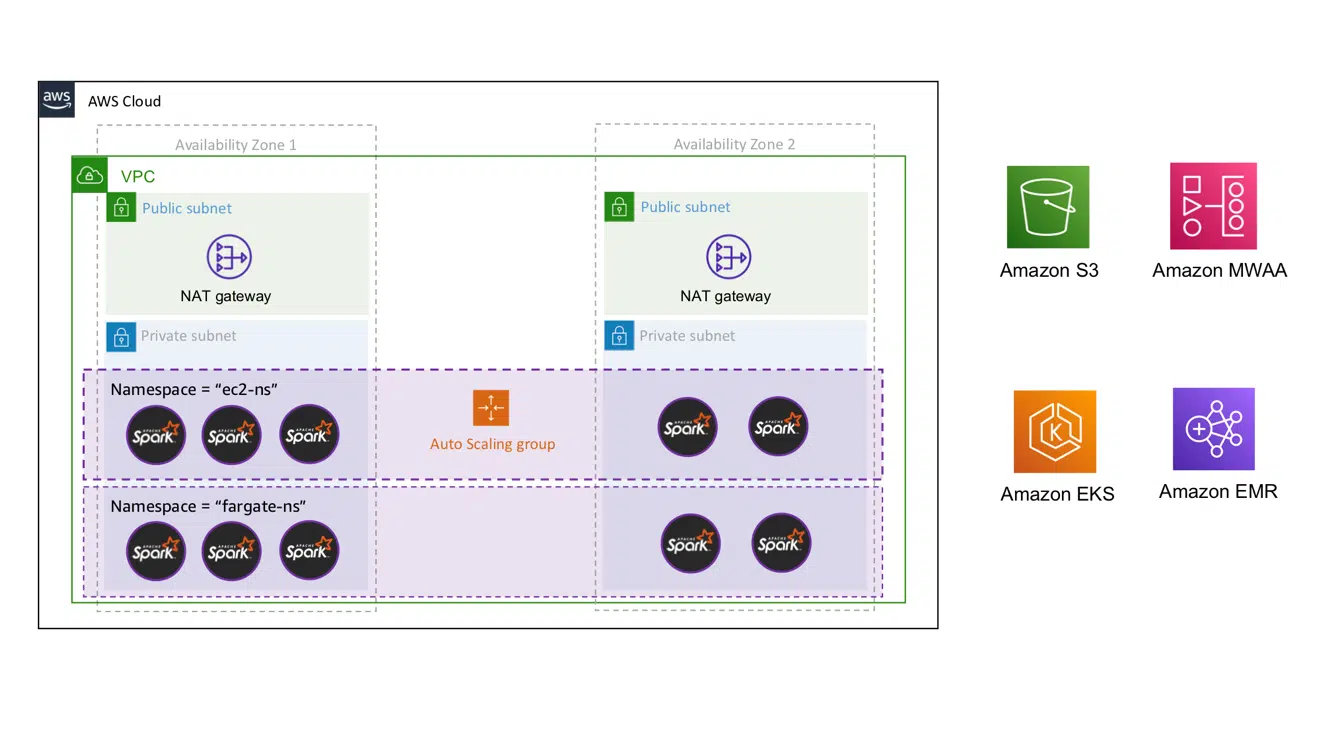 aws
AWS Cloud
Availability Zone 1
Availability Zone 2
VPC
Public subnet
Public subnet
NAT gateway
NAT gateway
Private subnet
Private subnet
Namespace = “ec2-ns”
APACHE Spark
APACHE Spark
APACHE Spark
Auto Scaling group
APACHE Spark
APACHE Spark
Namespace = “fargate-ns”
APACHE Spark
APACHE Spark
APACHE Spark
APACHE Spark
APACHE Spark
Amazon S3
Amazon MWAA
K
Amazon EKS
Amazon EMR